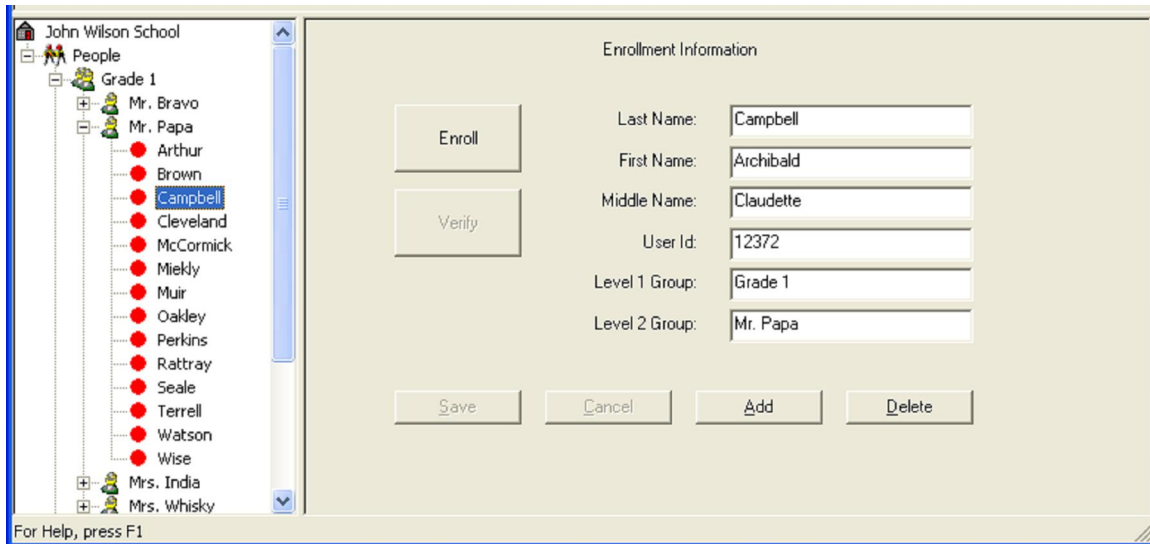 John Wilson School
People
Grade 1
Mr. Bravo
Mr. Papa
Arthur
Brown
Campbell
Cleveland
McCormick
Miekly
Muir
Oakley
Perkins
Rattray
Seale
Terrell
Watson
Wise
Mrs. India
Mrs. Whisky
Enrollment Information
Enroll
Verify
Last Name: Campbell
First Name: Archibald
Middle Name: Claudette
User Id: 12372
Level 1 Group: Grade 1
Level 2 Group: Mr. Papa
Save Cancel Add Delete
For Help, press F1